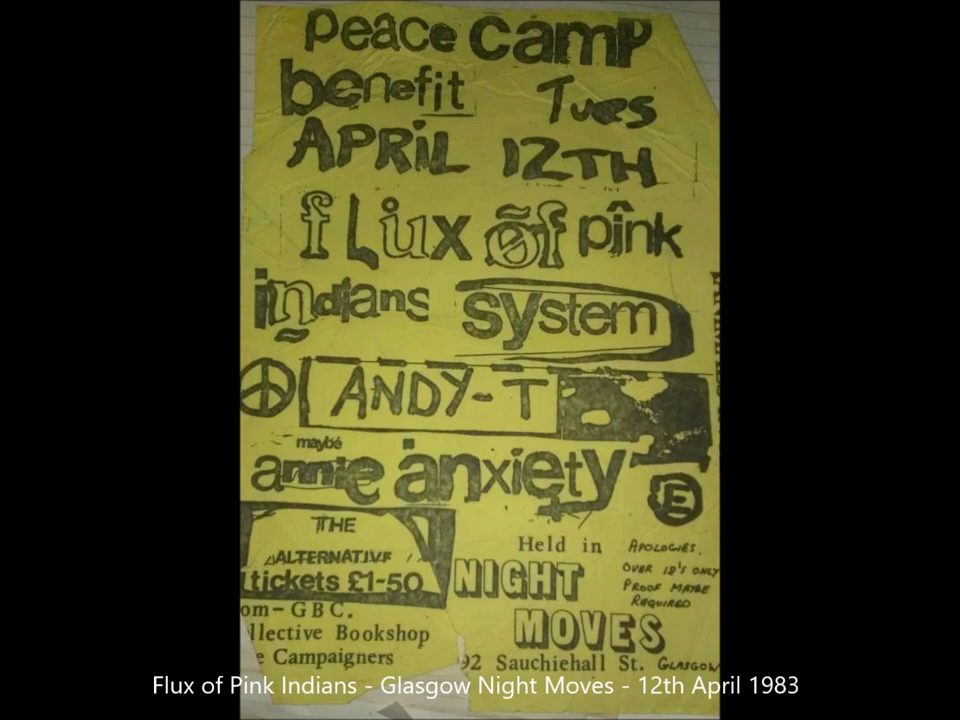 peace camp
benefit Tues
APRIL 12TH
flux of pink
indians system
ANDY-T
maybe
annie anxiety
E
THE
ALTERNATIVE
tickets £1-50
om-GBC.
llective Bookshop
e Campaigners
Held in
NIGHT
MOVES
92 Sauchiehall St. GLASGOW
APOLOGIES.
OVER 18'S ONLY
PROOF MAYBE
REQUIRED
Flux of Pink Indians - Glasgow Night Moves - 12th April 1983